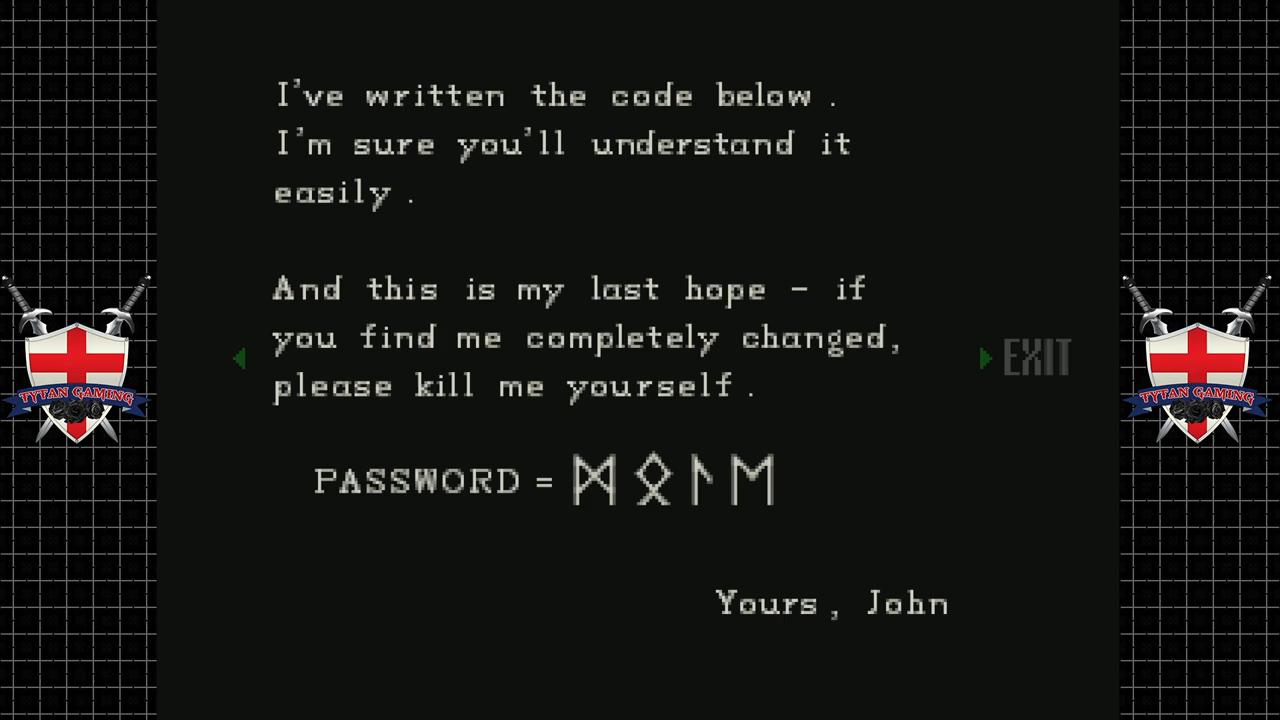 I've written the code below .
I'm sure you'll understand it
easily .
And this is my last hope - if
you find me completely changed,
please kill me yourself .
EXIT
PASSWORD = ᛗᛟᛚᛖ
Yours, John
TYTAN GAMING
TYTAN GAMING